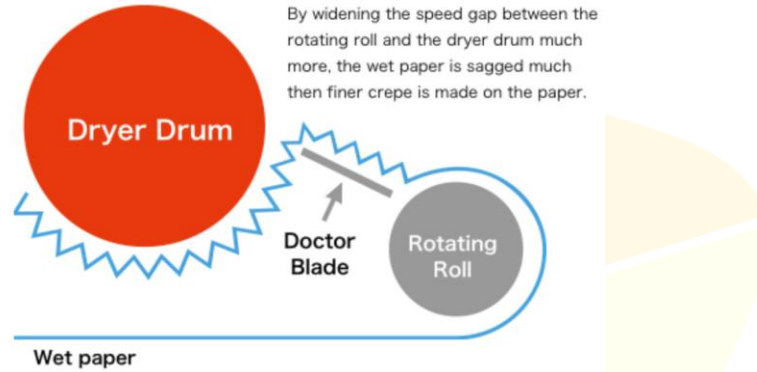 By widening the speed gap between the
rotating roll and the dryer drum much
more, the wet paper is sagged much
then finer crepe is made on the paper.
Dryer Drum
Doctor
Blade
Rotating
Roll
Wet paper